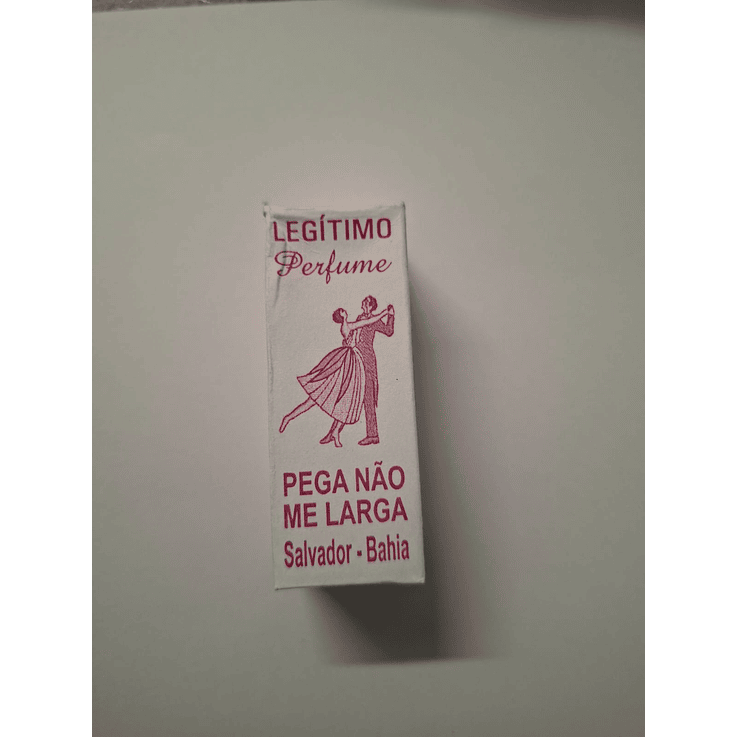 LEGÍTIMO
Perfume
PEGA NÃO
ME LARGA
Salvador - Bahia